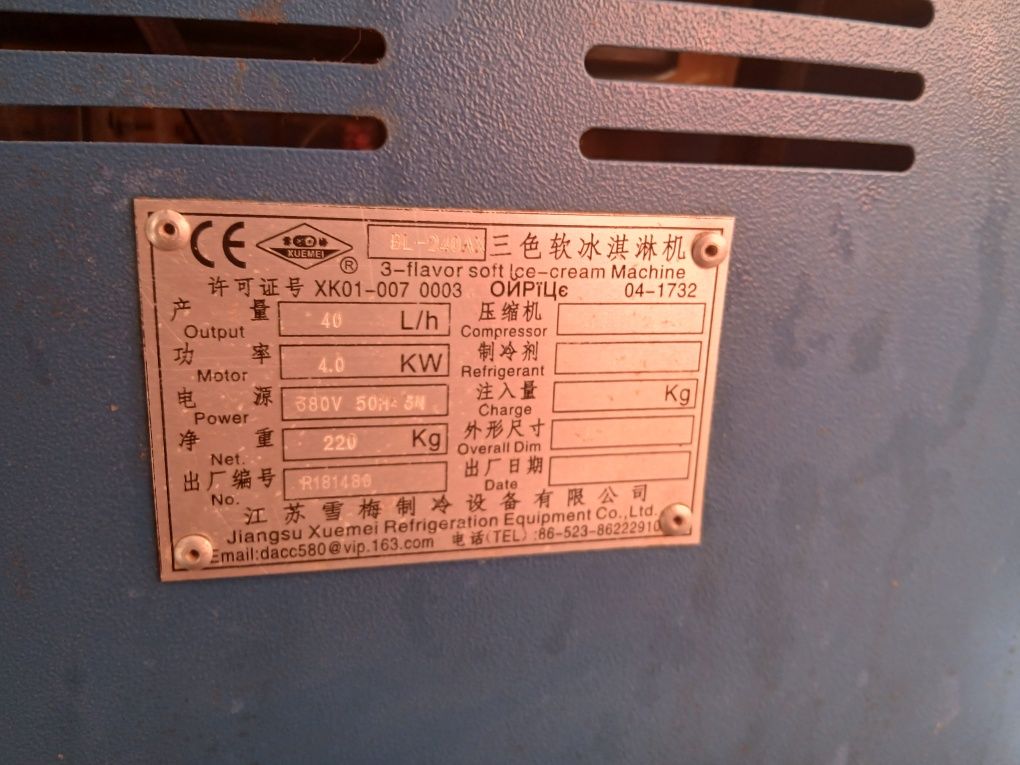 CE XUEMEI ® BL-240A 三色软冰淇淋机
3-flavor soft Ice-cream Machine
许可证号 XK01-007 0003 ОЙРїЦє 04-1732
产量 Output 40 L/h
压缩机 Compressor
功率 Motor 4.0 KW
制冷剂 Refrigerant
电源 Power 380V 50Hz 3N
注入量 Charge Kg
净重 Net. 220 Kg
外形尺寸 Overall Dim
出厂编号 No. R181480
出厂日期 Date
江苏雪梅制冷设备有限公司
Jiangsu Xuemei Refrigeration Equipment Co.,Ltd.
Email:dacc580@vip.163.com 电话(TEL):86-523-8622291